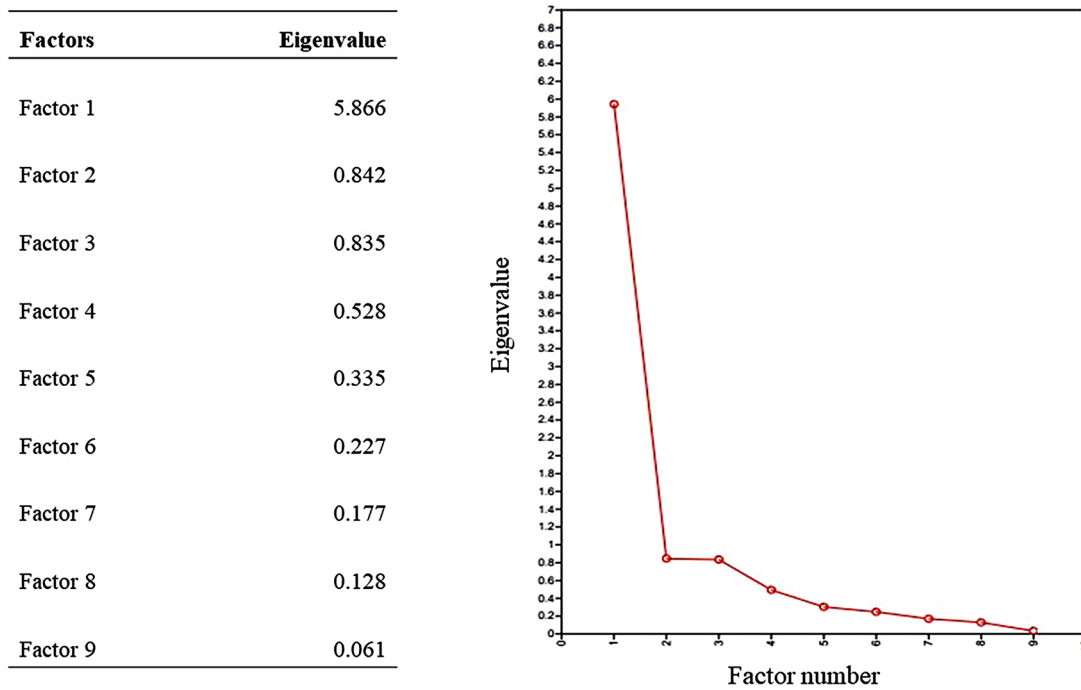 Factors Eigenvalue
Factor 1 5.866
Factor 2 0.842
Factor 3 0.835
Factor 4 0.528
Factor 5 0.335
Factor 6 0.227
Factor 7 0.177
Factor 8 0.128
Factor 9 0.061
Eigenvalue
7
6.8
6.6
6.4
6.2
6
5.8
5.6
5.4
5.2
5
4.8
4.6
4.4
4.2
4
3.8
3.6
3.4
3.2
3
2.8
2.6
2.4
2.2
2
1.8
1.6
1.4
1.2
1
0.8
0.6
0.4
0.2
0
0 1 2 3 4 5 6 7 8 9
Factor number